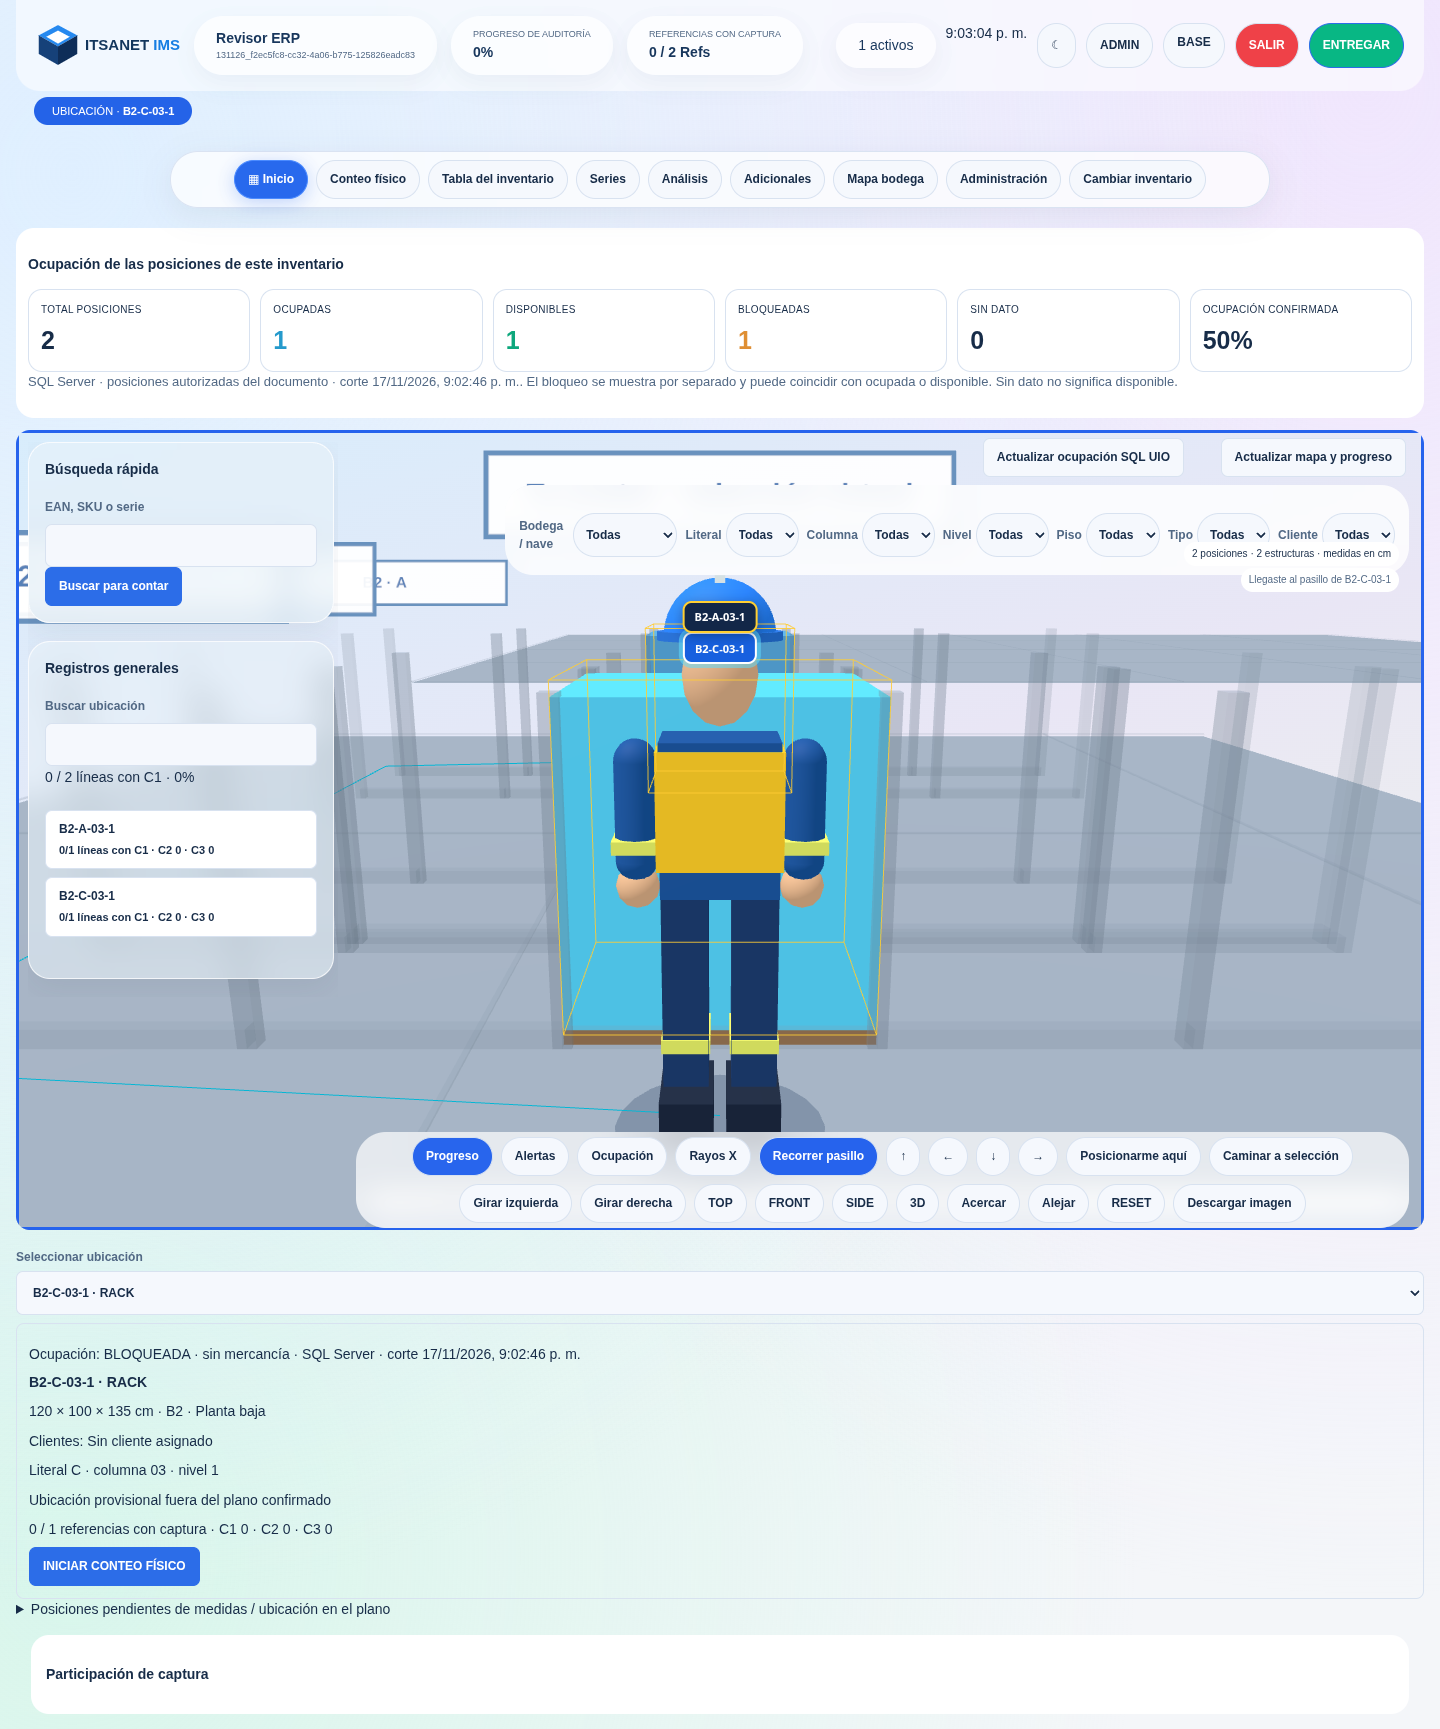 ITSANET IMS
Revisor ERP
131126_f2ec5fc8-cc32-4a06-b775-125826eadc83
PROGRESO DE AUDITORÍA
0%
REFERENCIAS CON CAPTURA
0 / 2 Refs
1 activos
9:03:04 p. m.
☾
ADMIN
BASE
SALIR
ENTREGAR
UBICACIÓN · B2-C-03-1
▦ Inicio
Conteo físico
Tabla del inventario
Series
Análisis
Adicionales
Mapa bodega
Administración
Cambiar inventario
Ocupación de las posiciones de este inventario
TOTAL POSICIONES
2
OCUPADAS
1
DISPONIBLES
1
BLOQUEADAS
1
SIN DATO
0
OCUPACIÓN CONFIRMADA
50%
SQL Server · posiciones autorizadas del documento · corte 17/11/2026, 9:02:46 p. m.. El bloqueo se muestra por separado y puede coincidir con ocupada o disponible. Sin dato no significa disponible.
Búsqueda rápida
EAN, SKU o serie
Buscar para contar
Actualizar ocupación SQL UIO
Actualizar mapa y progreso
Bodega / nave
Todas
Literal
Todas
Columna
Todas
Nivel
Todas
Piso
Todas
Tipo
Todas
Cliente
Todas
2 posiciones · 2 estructuras · medidas en cm
Llegaste al pasillo de B2-C-03-1
2 · A
B2-A-03-1
B2-C-03-1
Registros generales
Buscar ubicación
0 / 2 líneas con C1 · 0%
B2-A-03-1
0/1 líneas con C1 · C2 0 · C3 0
B2-C-03-1
0/1 líneas con C1 · C2 0 · C3 0
Progreso
Alertas
Ocupación
Rayos X
Recorrer pasillo
↑
←
↓
→
Posicionarme aquí
Caminar a selección
Girar izquierda
Girar derecha
TOP
FRONT
SIDE
3D
Acercar
Alejar
RESET
Descargar imagen
Seleccionar ubicación
B2-C-03-1 · RACK
Ocupación: BLOQUEADA · sin mercancía · SQL Server · corte 17/11/2026, 9:02:46 p. m.
B2-C-03-1 · RACK
120 × 100 × 135 cm · B2 · Planta baja
Clientes: Sin cliente asignado
Literal C · columna 03 · nivel 1
Ubicación provisional fuera del plano confirmado
0 / 1 referencias con captura · C1 0 · C2 0 · C3 0
INICIAR CONTEO FÍSICO
▶ Posiciones pendientes de medidas / ubicación en el plano
Participación de captura